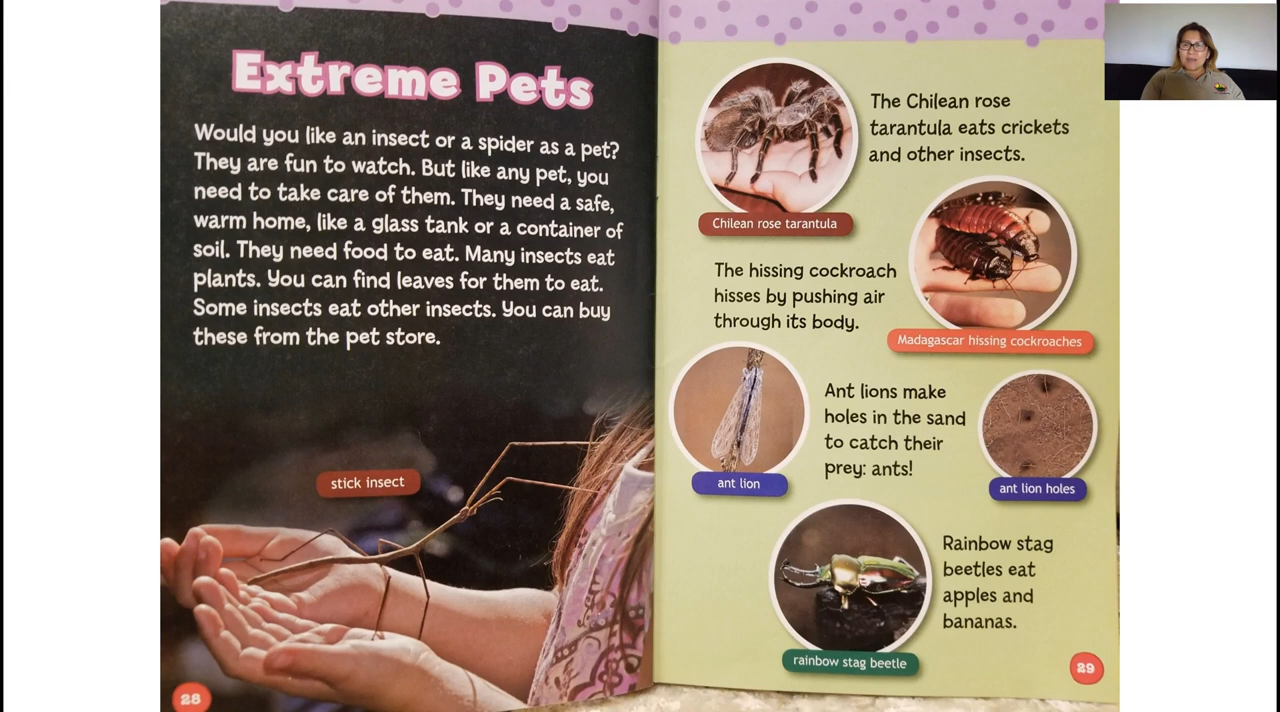 Extreme Pets
Would you like an insect or a spider as a pet?
They are fun to watch. But like any pet, you
need to take care of them. They need a safe,
warm home, like a glass tank or a container of
soil. They need food to eat. Many insects eat
plants. You can find leaves for them to eat.
Some insects eat other insects. You can buy
these from the pet store.
stick insect
28
The Chilean rose
tarantula eats crickets
and other insects.
Chilean rose tarantula
The hissing cockroach
hisses by pushing air
through its body.
Madagascar hissing cockroaches
ant lion
Ant lions make
holes in the sand
to catch their
prey: ants!
ant lion holes
Rainbow stag
beetles eat
apples and
bananas.
rainbow stag beetle
29